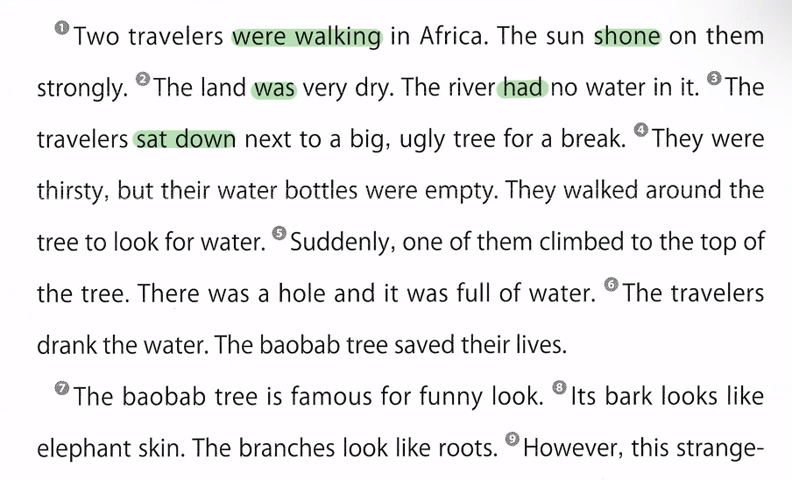 ❶Two travelers were walking in Africa. The sun shone on them
strongly. ❷The land was very dry. The river had no water in it. ❸The
travelers sat down next to a big, ugly tree for a break. ❹They were
thirsty, but their water bottles were empty. They walked around the
tree to look for water. ❺Suddenly, one of them climbed to the top of
the tree. There was a hole and it was full of water. ❻The travelers
drank the water. The baobab tree saved their lives.
❼The baobab tree is famous for funny look. ❽Its bark looks like
elephant skin. The branches look like roots. ❾However, this strange-